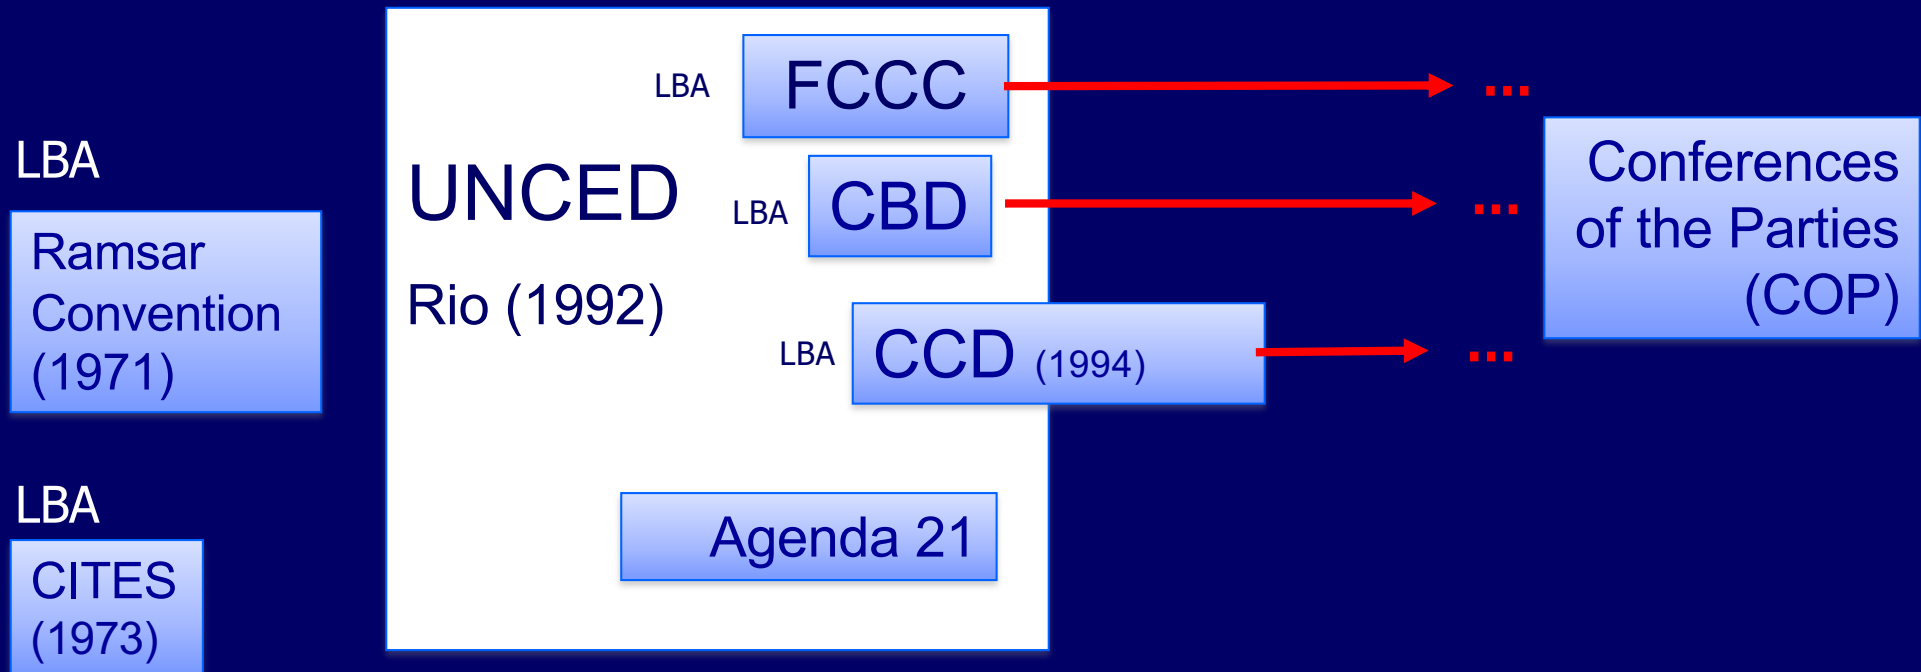 LBA
Ramsar
Convention
(1971)
LBA
CITES
(1973)
UNCED
Rio (1992)
LBA
FCCC
...
LBA
CBD
...
LBA
CCD (1994)
...
Agenda 21
Conferences
of the Parties
(COP)